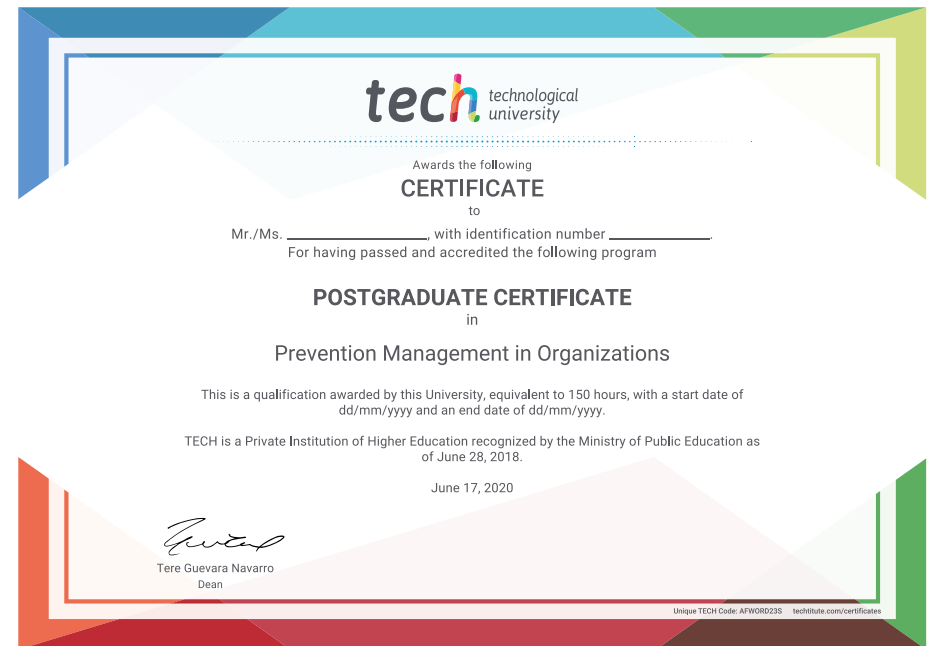 tech technological
university
Awards the following
CERTIFICATE
to
Mr./Ms. ____________________, with identification number ______________.
For having passed and accredited the following program
POSTGRADUATE CERTIFICATE
in
Prevention Management in Organizations
This is a qualification awarded by this University, equivalent to 150 hours, with a start date of
dd/mm/yyyy and an end date of dd/mm/yyyy.
TECH is a Private Institution of Higher Education recognized by the Ministry of Public Education as
of June 28, 2018.
June 17, 2020
Tere Guevara Navarro
Dean
Unique TECH Code: AFWORD23S techtitute.com/certificates